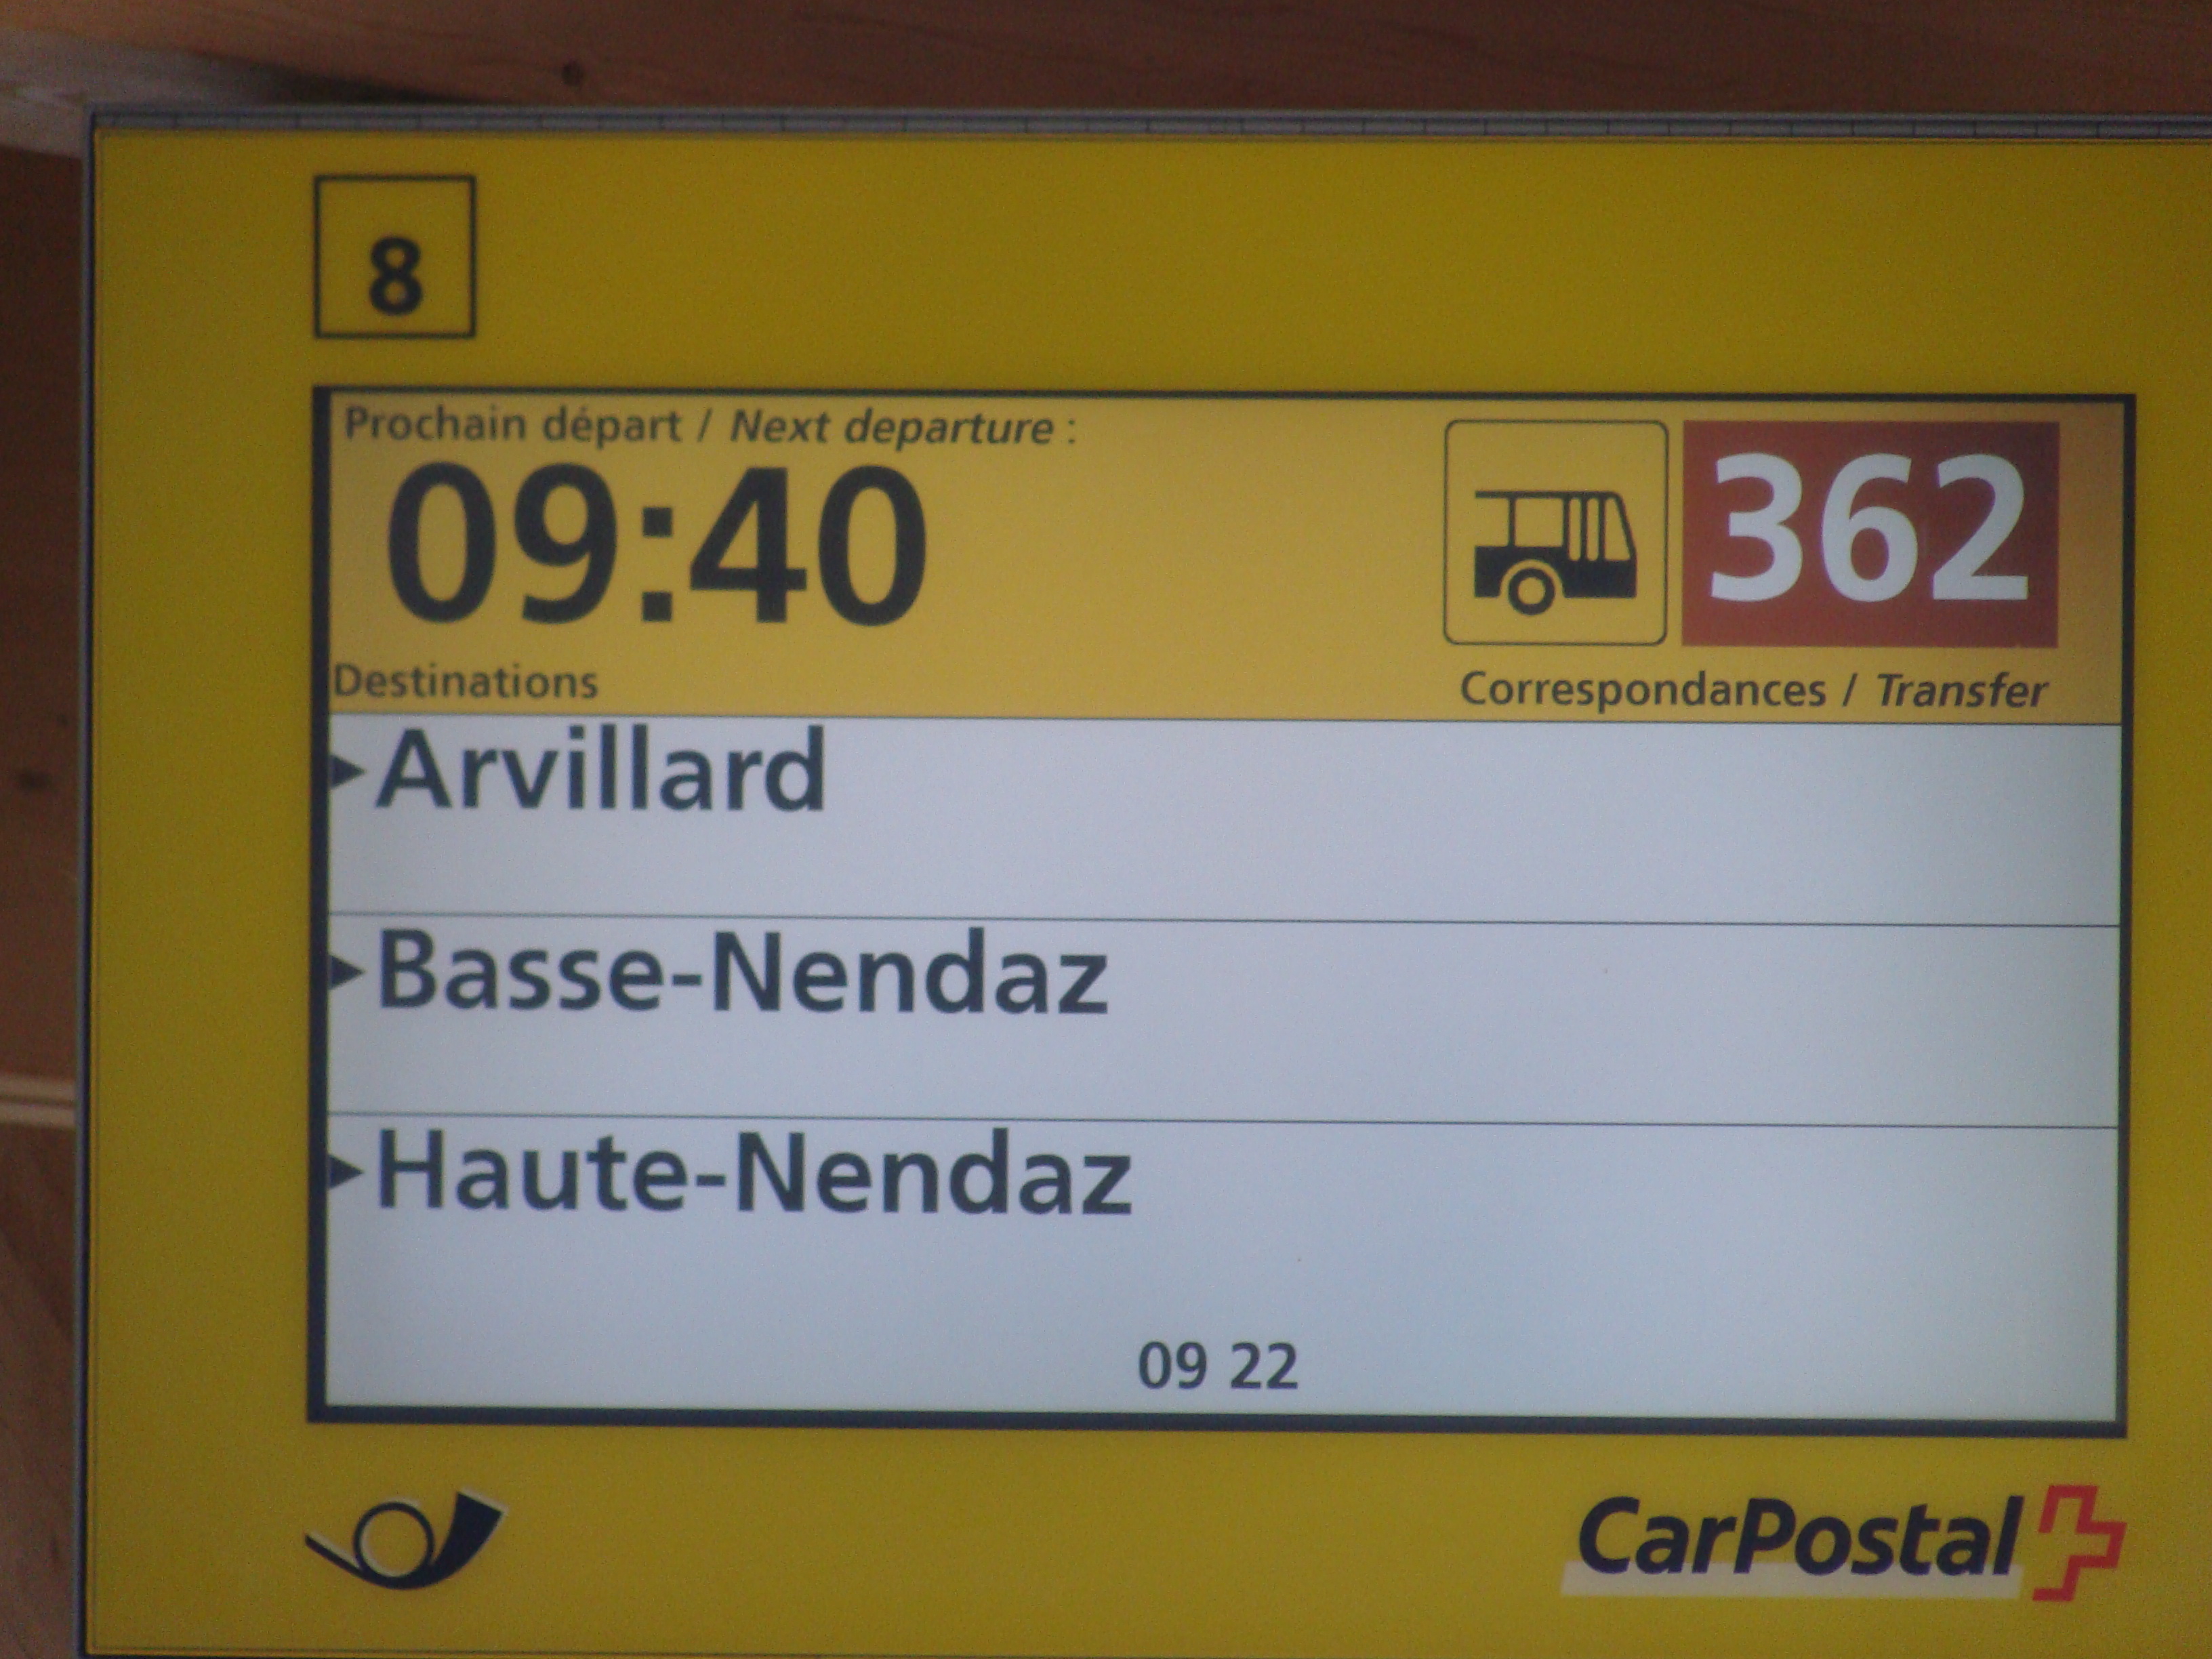 8
Prochain départ / Next departure :
09:40
362
Destinations
Correspondances / Transfer
Arvillard
Basse-Nendaz
Haute-Nendaz
09 22
CarPostal